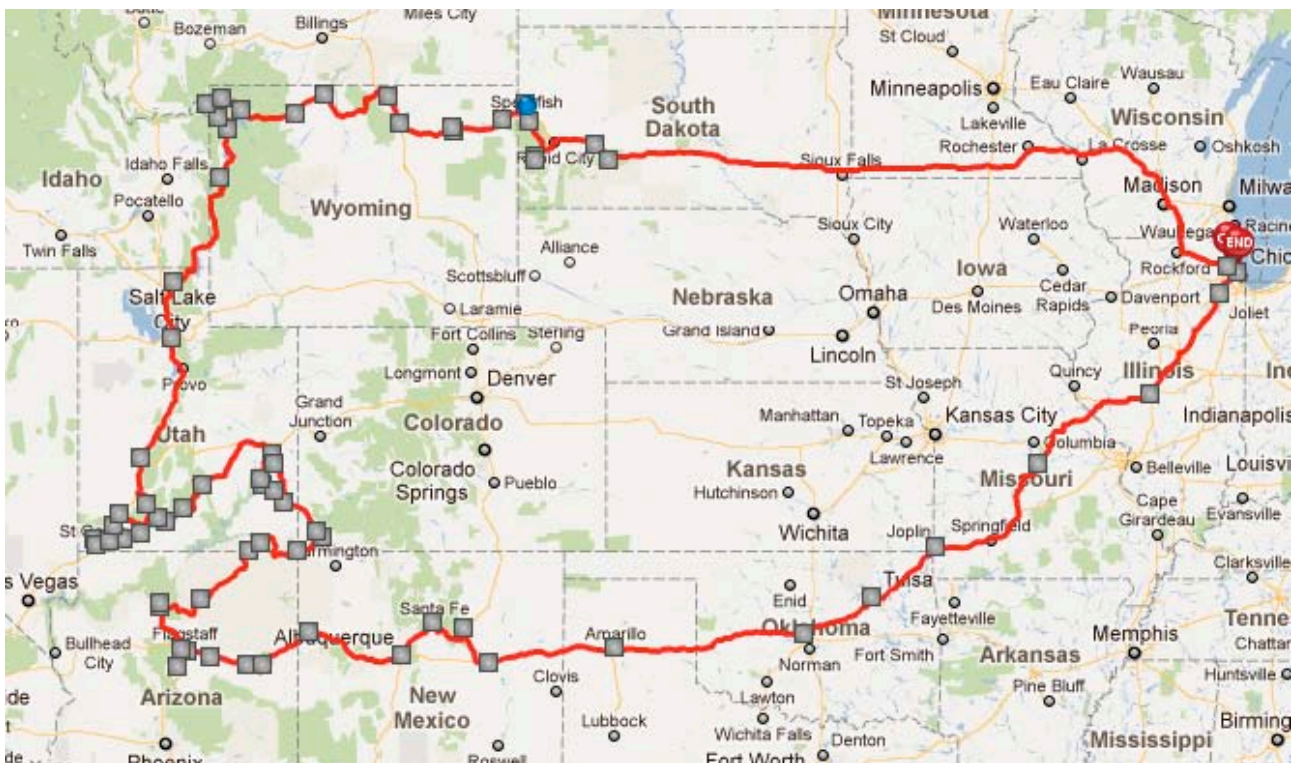 Butte
Bozeman
Billings
Miles City
Minnesota
St Cloud
Minneapolis
Eau Claire
Wausau
Wisconsin
Lakeville
Rochester
La Crosse
Oshkosh
Spearfish
South
Dakota
Rapid City
Idaho Falls
Idaho
Pocatello
Wyoming
Sioux Falls
Madison
Milwa
Racine
Twin Falls
Sioux City
Waterloo
Waukega
END
Chic
Rockford
Alliance
Scottsbluff
Iowa
Cedar
Rapids
Davenport
Joliet
Salt Lake
City
Laramie
Nebraska
Omaha
Des Moines
Fort Collins
Sterling
Grand Island
Lincoln
Peoria
Provo
Longmont
Denver
St Joseph
Quincy
Illinois
Ind
Grand
Junction
Colorado
Manhattan
Topeka
Kansas City
Columbia
Indianapolis
Utah
Lawrence
Colorado
Springs
Pueblo
Kansas
Hutchinson
Missouri
Belleville
Louisvi
Wichita
Cape
Girardeau
Evansville
St G
Joplin
Springfield
armington
s Vegas
Enid
Tulsa
Fayetteville
Clarksville
Santa Fe
Bullhead
City
Flagstaff
Albuquerque
Amarillo
Oklahoma
Norman
Fort Smith
Memphis
Tenne
Chattan
Arizona
New
Mexico
Clovis
Lawton
Arkansas
Pine Bluff
Huntsville
Lubbock
Wichita Falls
Denton
Mississippi
Birming
Phoenix
Roswell
Fort Worth